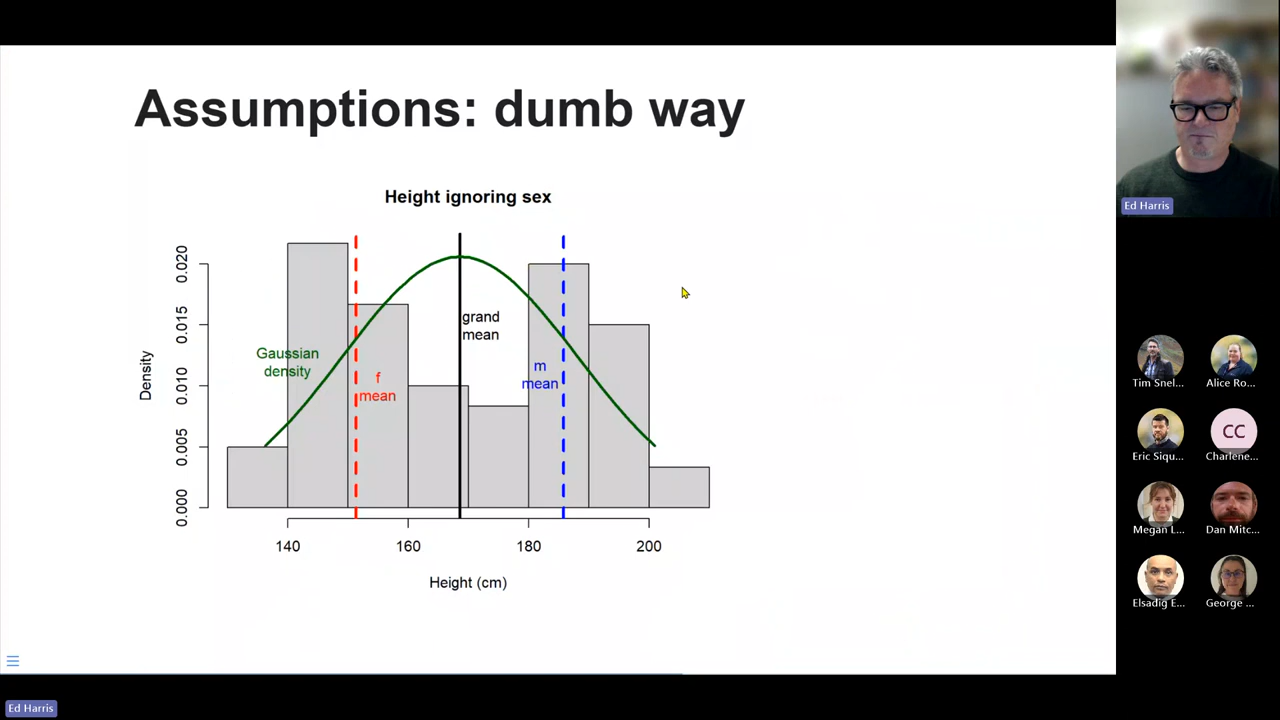 Assumptions: dumb way
Height ignoring sex
Density
0.000
0.005
0.010
0.015
0.020
Gaussian
density
f
mean
grand
mean
m
mean
140
160
180
200
Height (cm)
Ed Harris
Ed Harris
Tim Snel...
Alice Ro...
Eric Siqu...
CC
Charlene...
Megan L...
Dan Mitc...
Elsadig E...
George ...